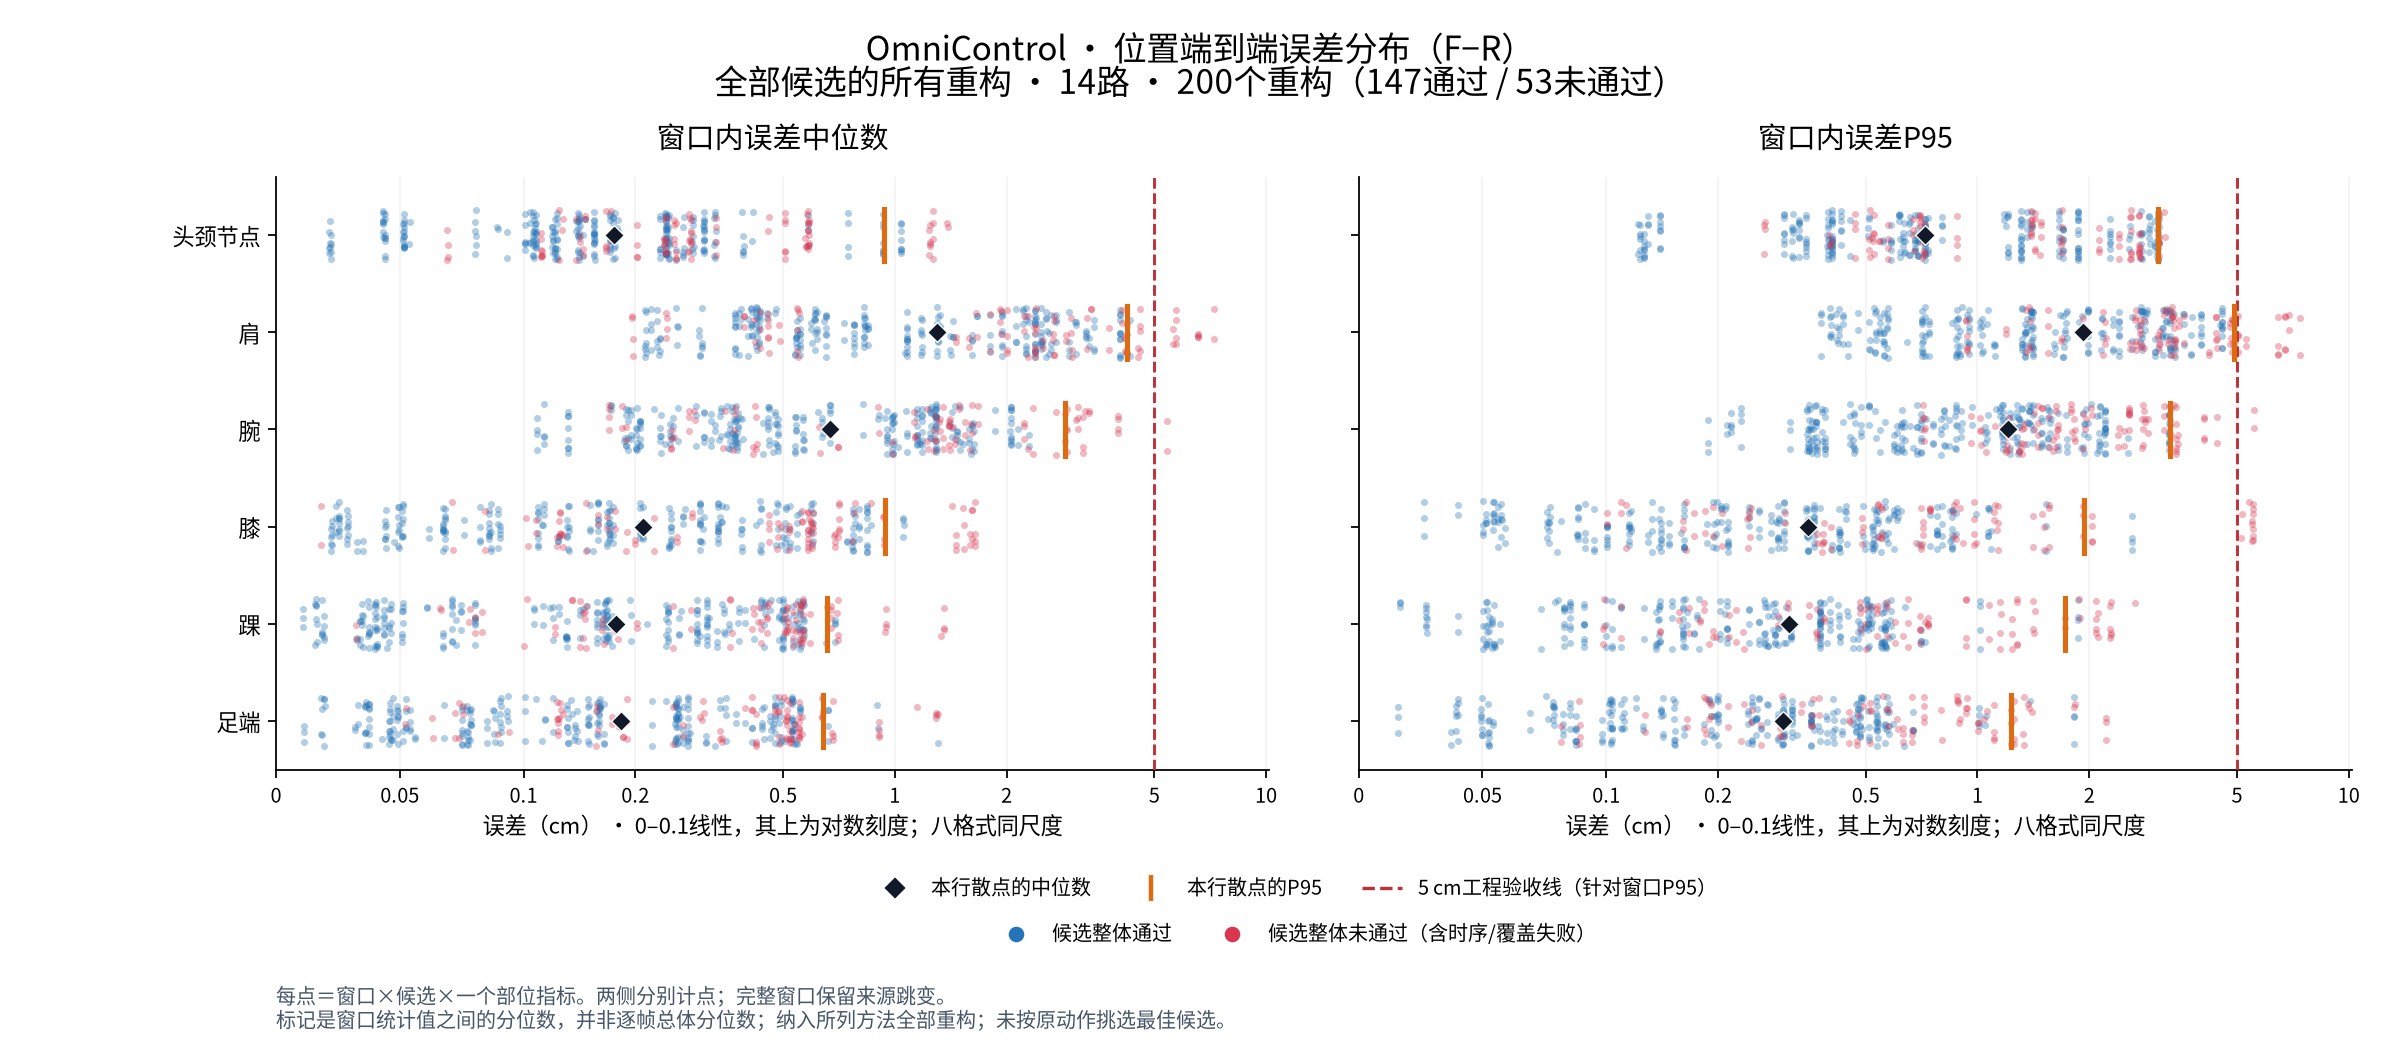 OmniControl · 位置端到端误差分布（F−R）
全部候选的所有重构 · 14路 · 200个重构（147通过 / 53未通过）
窗口内误差中位数
窗口内误差P95
头颈节点
肩
腕
膝
踝
足端
0 0.05 0.1 0.2 0.5 1 2 5 10
0 0.05 0.1 0.2 0.5 1 2 5 10
误差（cm） · 0–0.1线性，其上为对数刻度；八格式同尺度
误差（cm） · 0–0.1线性，其上为对数刻度；八格式同尺度
本行散点的中位数
本行散点的P95
5 cm工程验收线（针对窗口P95）
候选整体通过
候选整体未通过（含时序/覆盖失败）
每点＝窗口×候选×一个部位指标。两侧分别计点；完整窗口保留来源跳变。
标记是窗口统计值之间的分位数，并非逐帧总体分位数；纳入所列方法全部重构；未按原动作挑选最佳候选。